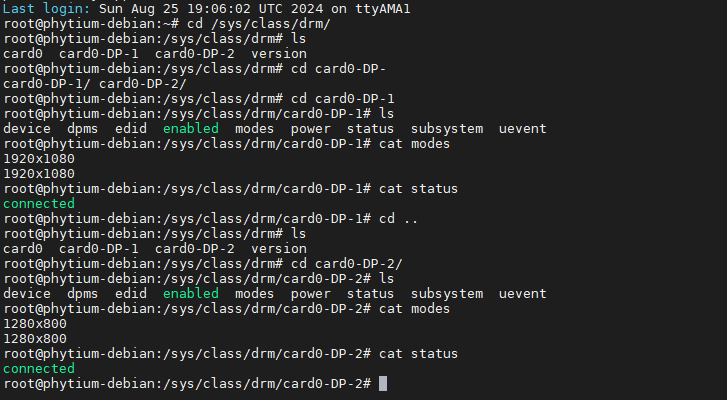 Last login: Sun Aug 25 19:06:02 UTC 2024 on ttyAMA1
root@phytium-debian:~# cd /sys/class/drm/
root@phytium-debian:/sys/class/drm# ls
card0  card0-DP-1  card0-DP-2  version
root@phytium-debian:/sys/class/drm# cd card0-DP-
card0-DP-1/ card0-DP-2/
root@phytium-debian:/sys/class/drm# cd card0-DP-1
root@phytium-debian:/sys/class/drm/card0-DP-1# ls
device  dpms  edid  enabled  modes  power  status  subsystem  uevent
root@phytium-debian:/sys/class/drm/card0-DP-1# cat modes
1920x1080
1920x1080
root@phytium-debian:/sys/class/drm/card0-DP-1# cat status
connected
root@phytium-debian:/sys/class/drm/card0-DP-1# cd ..
root@phytium-debian:/sys/class/drm# ls
card0  card0-DP-1  card0-DP-2  version
root@phytium-debian:/sys/class/drm# cd card0-DP-2/
root@phytium-debian:/sys/class/drm/card0-DP-2# ls
device  dpms  edid  enabled  modes  power  status  subsystem  uevent
root@phytium-debian:/sys/class/drm/card0-DP-2# cat modes
1280x800
1280x800
root@phytium-debian:/sys/class/drm/card0-DP-2# cat status
connected
root@phytium-debian:/sys/class/drm/card0-DP-2#